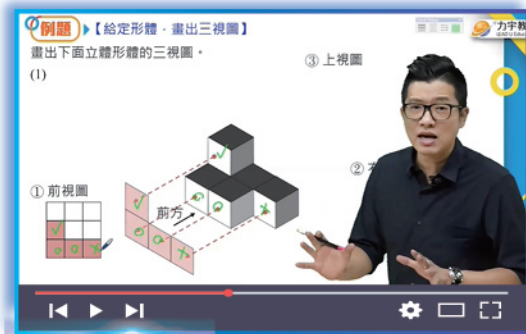 例題 【給定形體．畫出三視圖】
力宇教
畫出下面立體形體的三視圖。
(1)
③ 上視圖
②
① 前視圖
前方